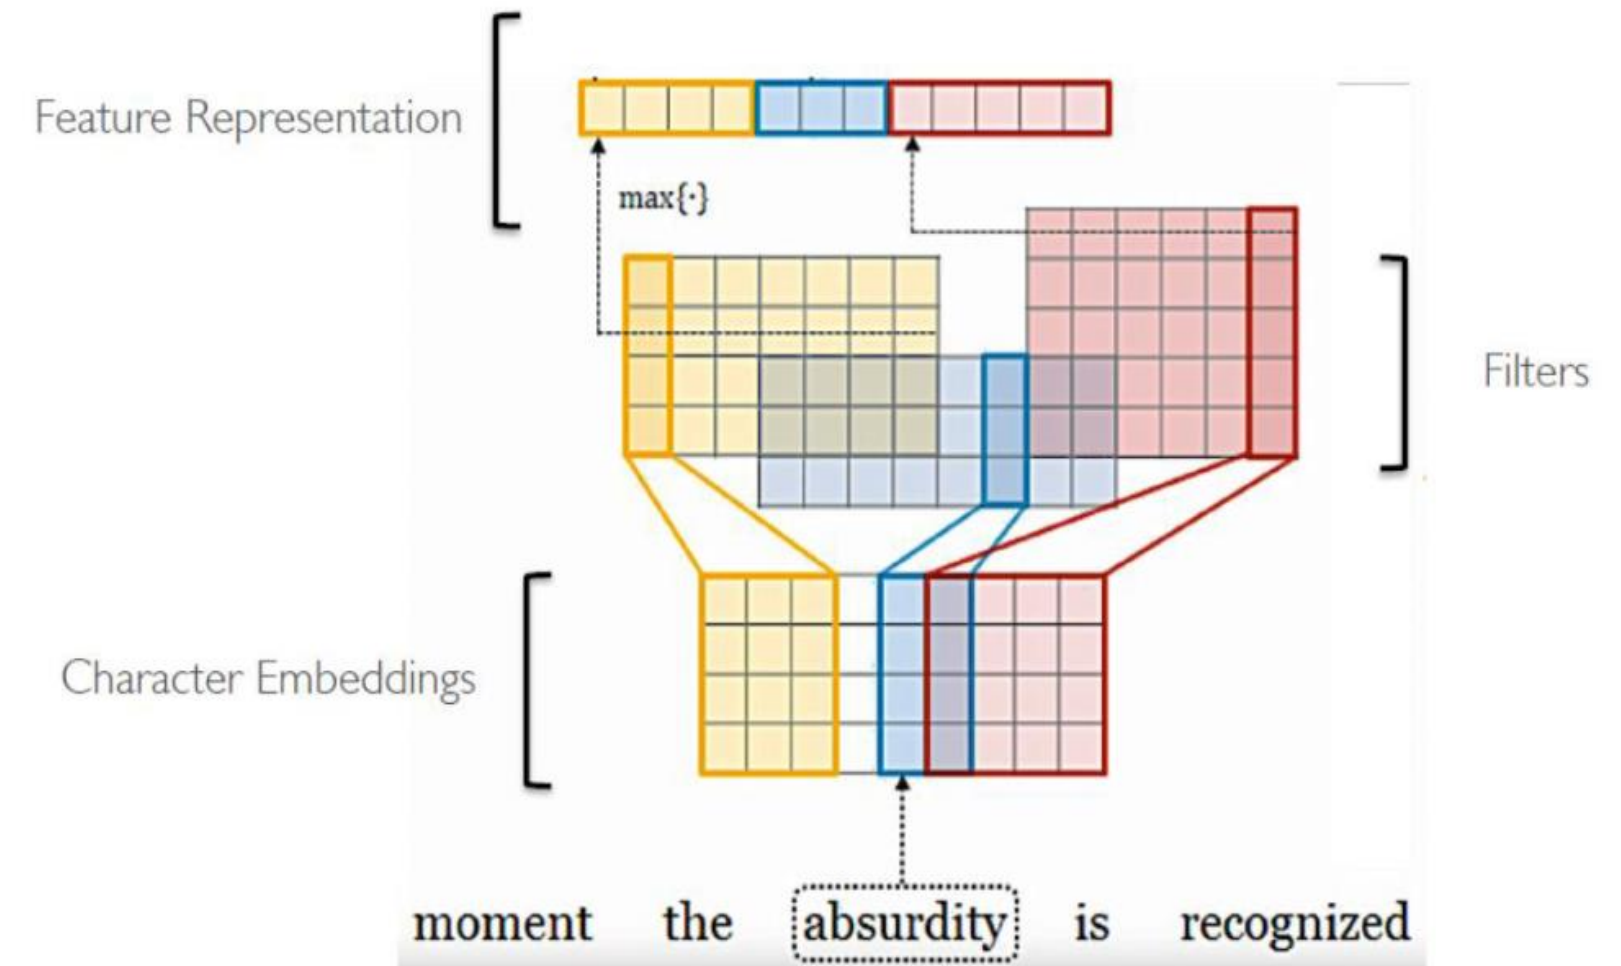 Feature Representation
max{·}
Filters
Character Embeddings
moment the absurdity is recognized